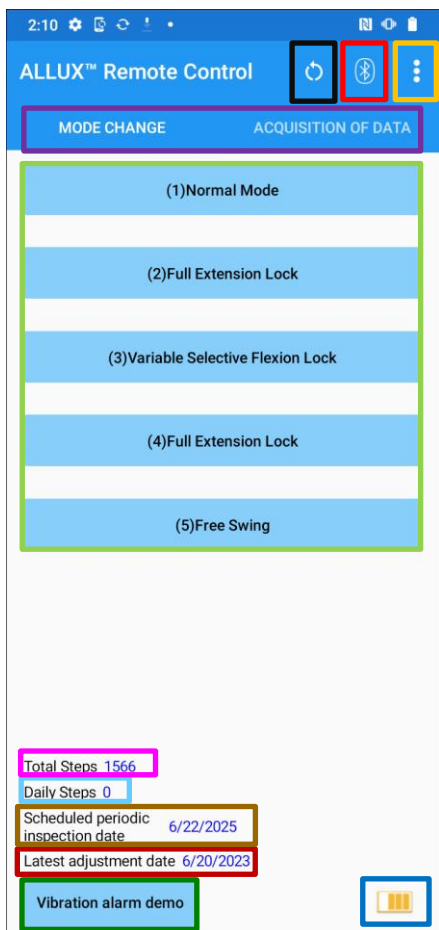 2:10
ALLUX™ Remote Control
MODE CHANGE ACQUISITION OF DATA
(1)Normal Mode
(2)Full Extension Lock
(3)Variable Selective Flexion Lock
(4)Full Extension Lock
(5)Free Swing
Total Steps 1566
Daily Steps 0
Scheduled periodic
inspection date 6/22/2025
Latest adjustment date 6/20/2023
Vibration alarm demo